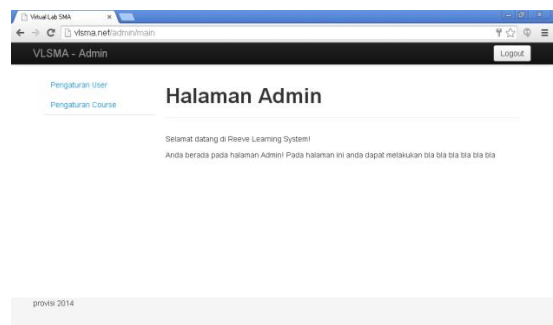 Virtual Lab SMA
vlsma.net/admin/main
VLSMA - Admin
Logout
Pengaturan User
Pengaturan Course
Halaman Admin
Selamat datang di Reeve Learning System!
Anda berada pada halaman Admin! Pada halaman ini anda dapat melakukan bla bla bla bla bla bla
provisi 2014